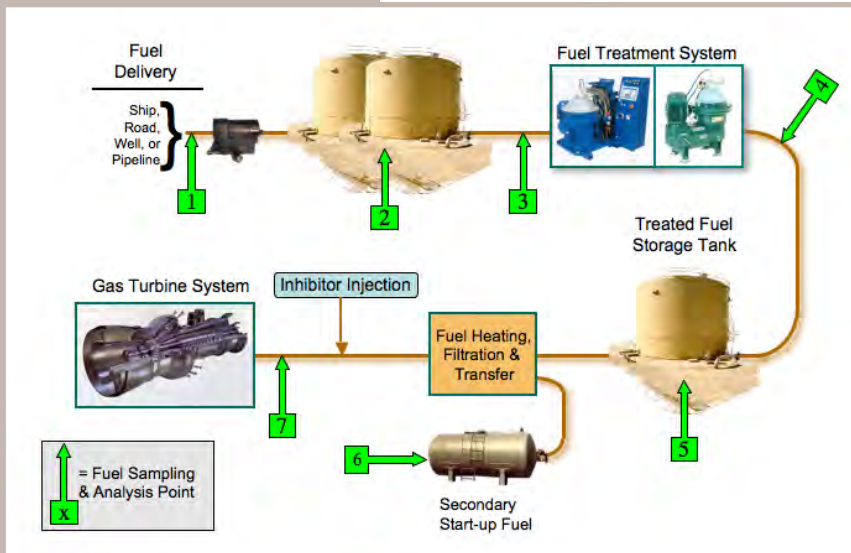 Fuel
Delivery
Ship,
Road,
Well, or
Pipeline
Fuel Treatment System
1
2
3
4
Treated Fuel
Storage Tank
Gas Turbine System
Inhibitor Injection
Fuel Heating,
Filtration &
Transfer
7
6
5
Secondary
Start-up Fuel
= Fuel Sampling
& Analysis Point
x